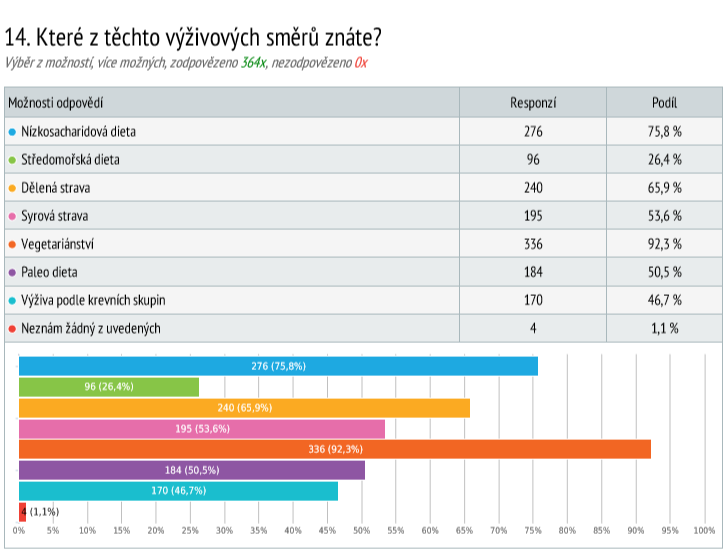 14. Které z těchto výživových směrů znáte?
Výběr z možností, více možných, zodpovězeno 364x, nezodpovězeno 0x
Možnosti odpovědí Responzí Podíl
Nízkosacharidová dieta 276 75,8 %
Středomořská dieta 96 26,4 %
Dělená strava 240 65,9 %
Syrová strava 195 53,6 %
Vegetariánství 336 92,3 %
Paleo dieta 184 50,5 %
Výživa podle krevních skupin 170 46,7 %
Neznám žádný z uvedených 4 1,1 %
276 (75,8%)
96 (26,4%)
240 (65,9%)
195 (53,6%)
336 (92,3%)
184 (50,5%)
170 (46,7%)
4 (1,1%)
0% 5% 10% 15% 20% 25% 30% 35% 40% 45% 50% 55% 60% 65% 70% 75% 80% 85% 90% 95% 100%